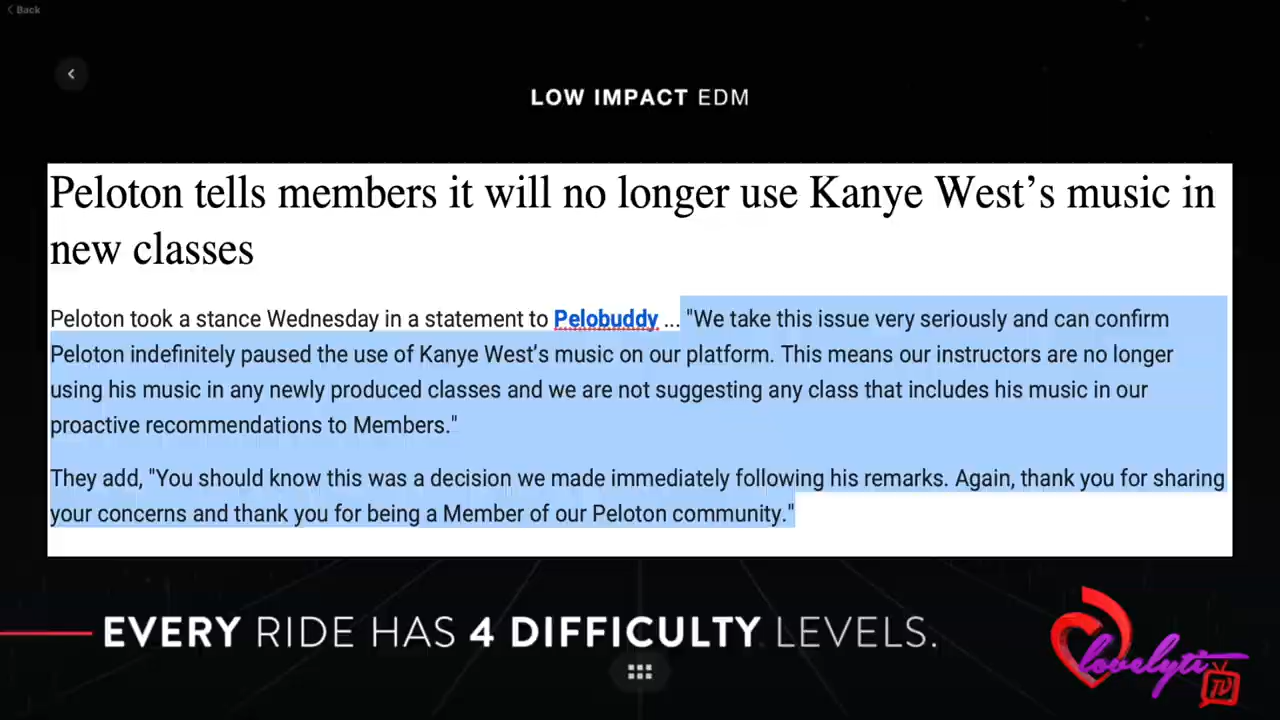 Back
LOW IMPACT EDM
Peloton tells members it will no longer use Kanye West’s music in
new classes
Peloton took a stance Wednesday in a statement to Pelobuddy ... "We take this issue very seriously and can confirm
Peloton indefinitely paused the use of Kanye West's music on our platform. This means our instructors are no longer
using his music in any newly produced classes and we are not suggesting any class that includes his music in our
proactive recommendations to Members."
They add, "You should know this was a decision we made immediately following his remarks. Again, thank you for sharing
your concerns and thank you for being a Member of our Peloton community."
EVERY RIDE HAS 4 DIFFICULTY LEVELS.
lovelyti
TV